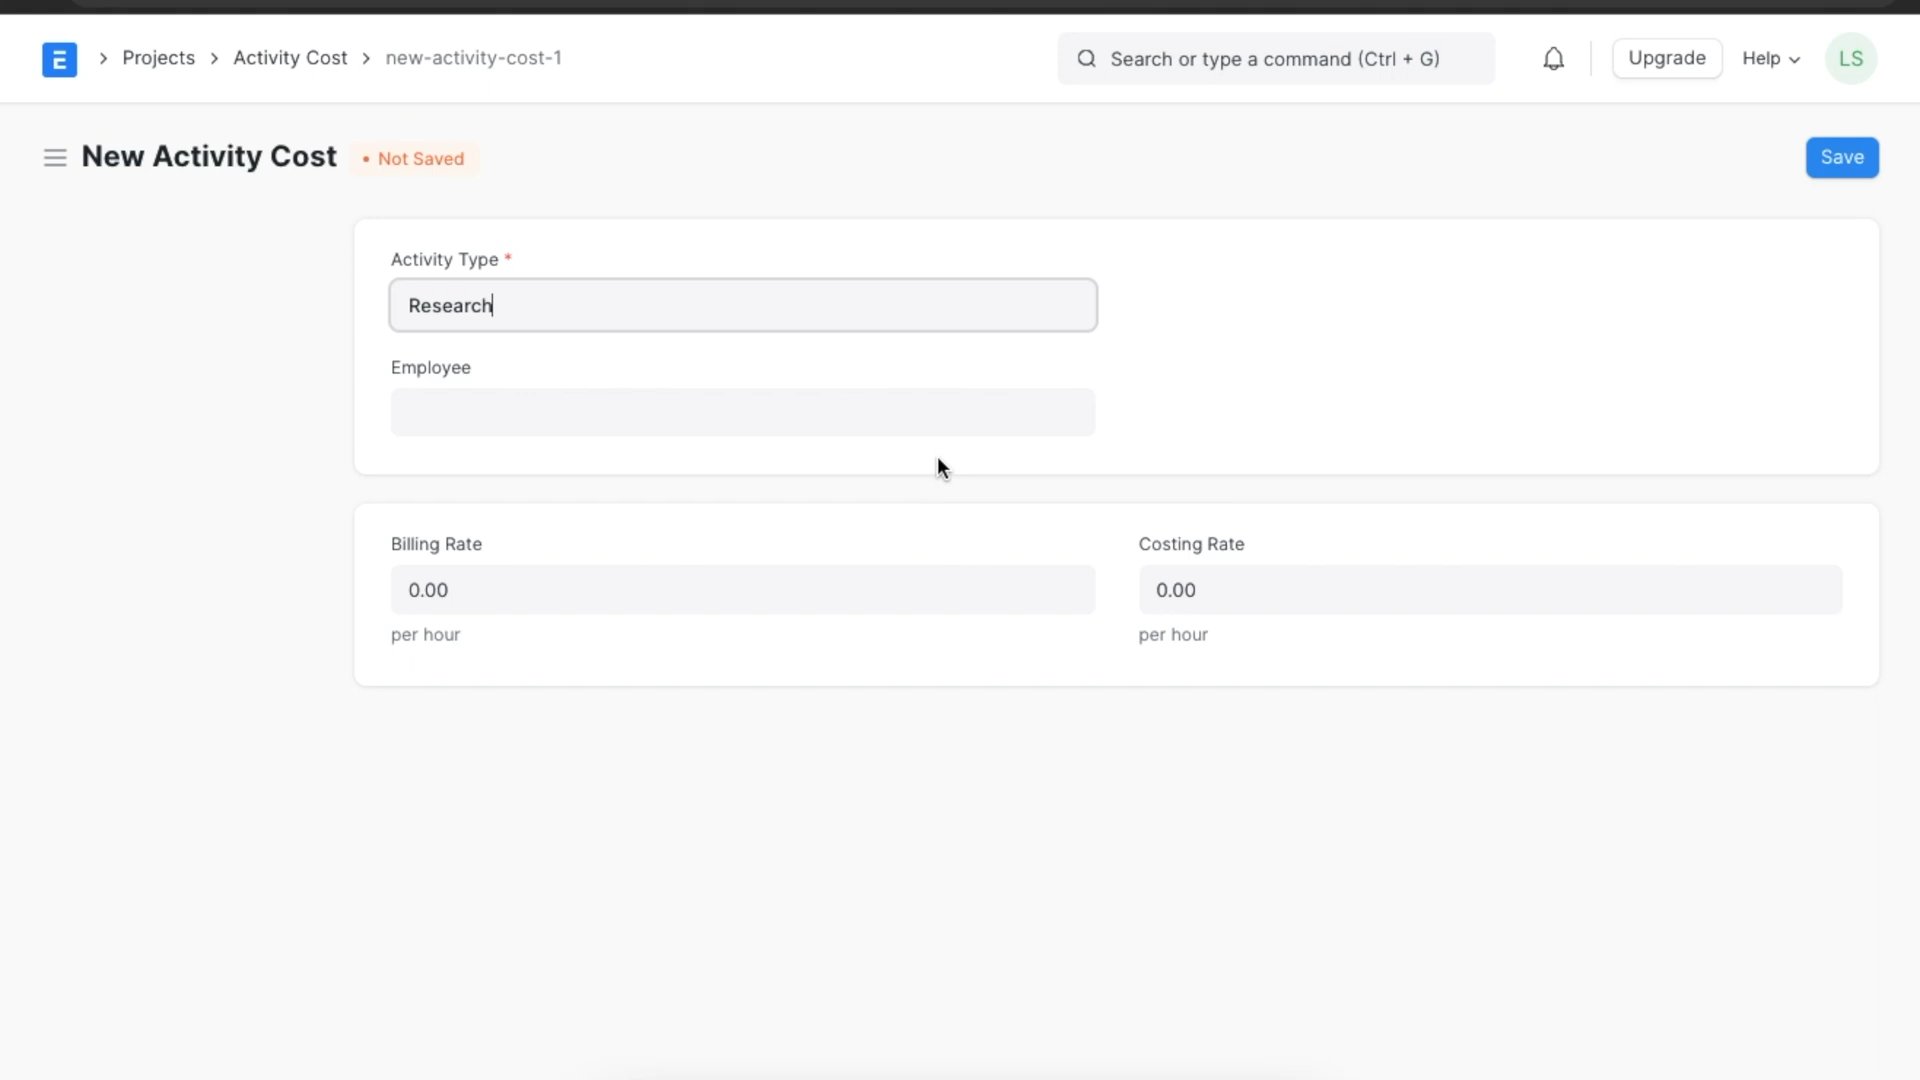 E > Projects > Activity Cost > new-activity-cost-1
Search or type a command (Ctrl + G)
Upgrade
Help
LS
New Activity Cost
• Not Saved
Save
Activity Type *
Research
Employee
Billing Rate
0.00
per hour
Costing Rate
0.00
per hour